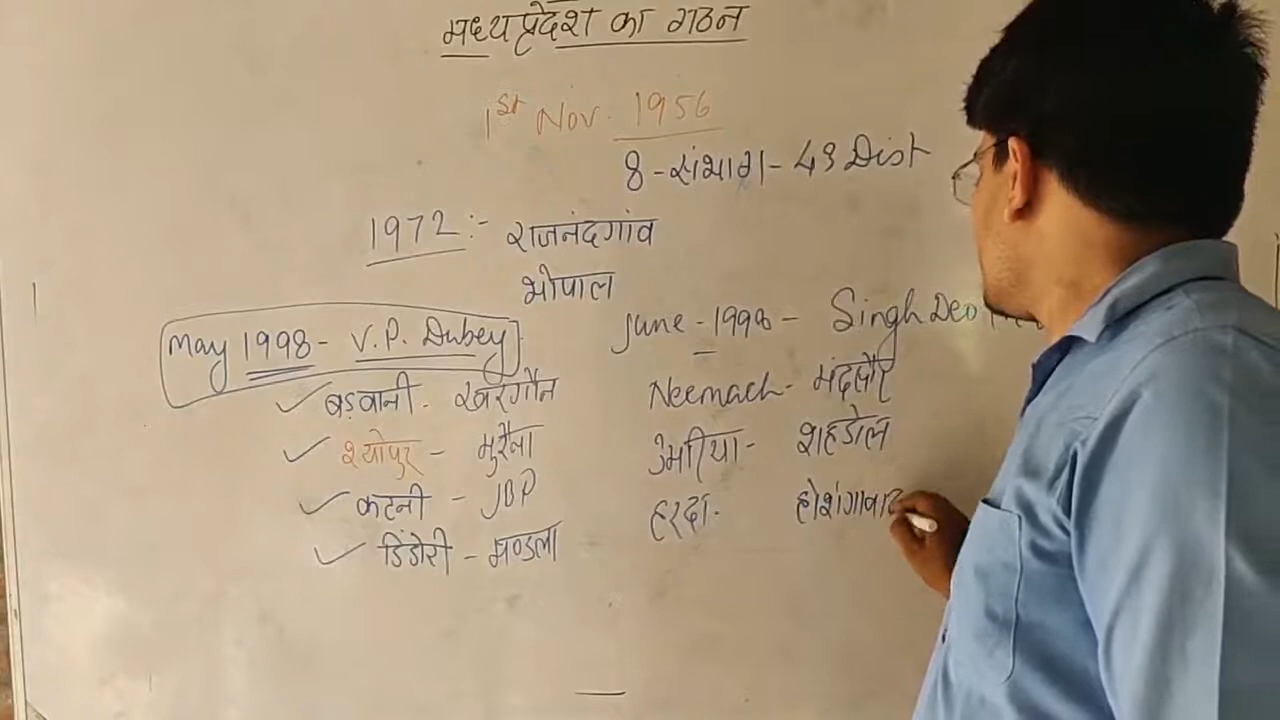 मध्यप्रदेश का गठन
1st Nov. 1956
8 - संभाग - 43 Dist
1972 :- राजनंदगांव
भोपाल
May 1998 - V.P. Dubey
बड़वानी - खरगौन
श्योपुर - मुरैना
कटनी - JBP
डिंडोरी - मण्डला
June - 1998 - Singh Deo
Neemach - मंदसौर
उमरिया - शहडोल
हरदा - होशंगाबाद